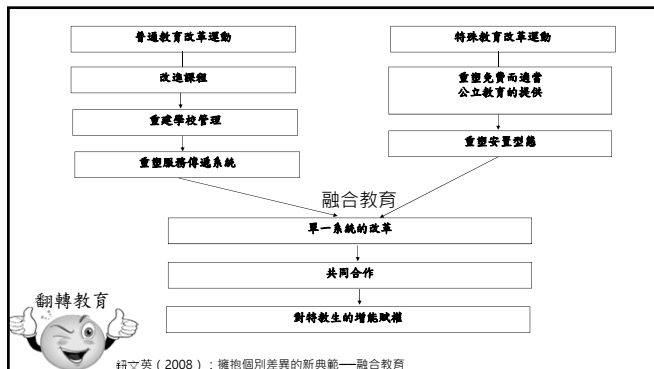 普通教育改革運動
改進課程
重建學校管理
重塑服務傳遞系統
特殊教育改革運動
重塑免費而適當
公立教育的提供
重塑安置型態
融合教育
單一系統的改革
共同合作
對特教生的增能賦權
翻轉教育
鈕文英（2008）：擁抱個別差異的新典範──融合教育